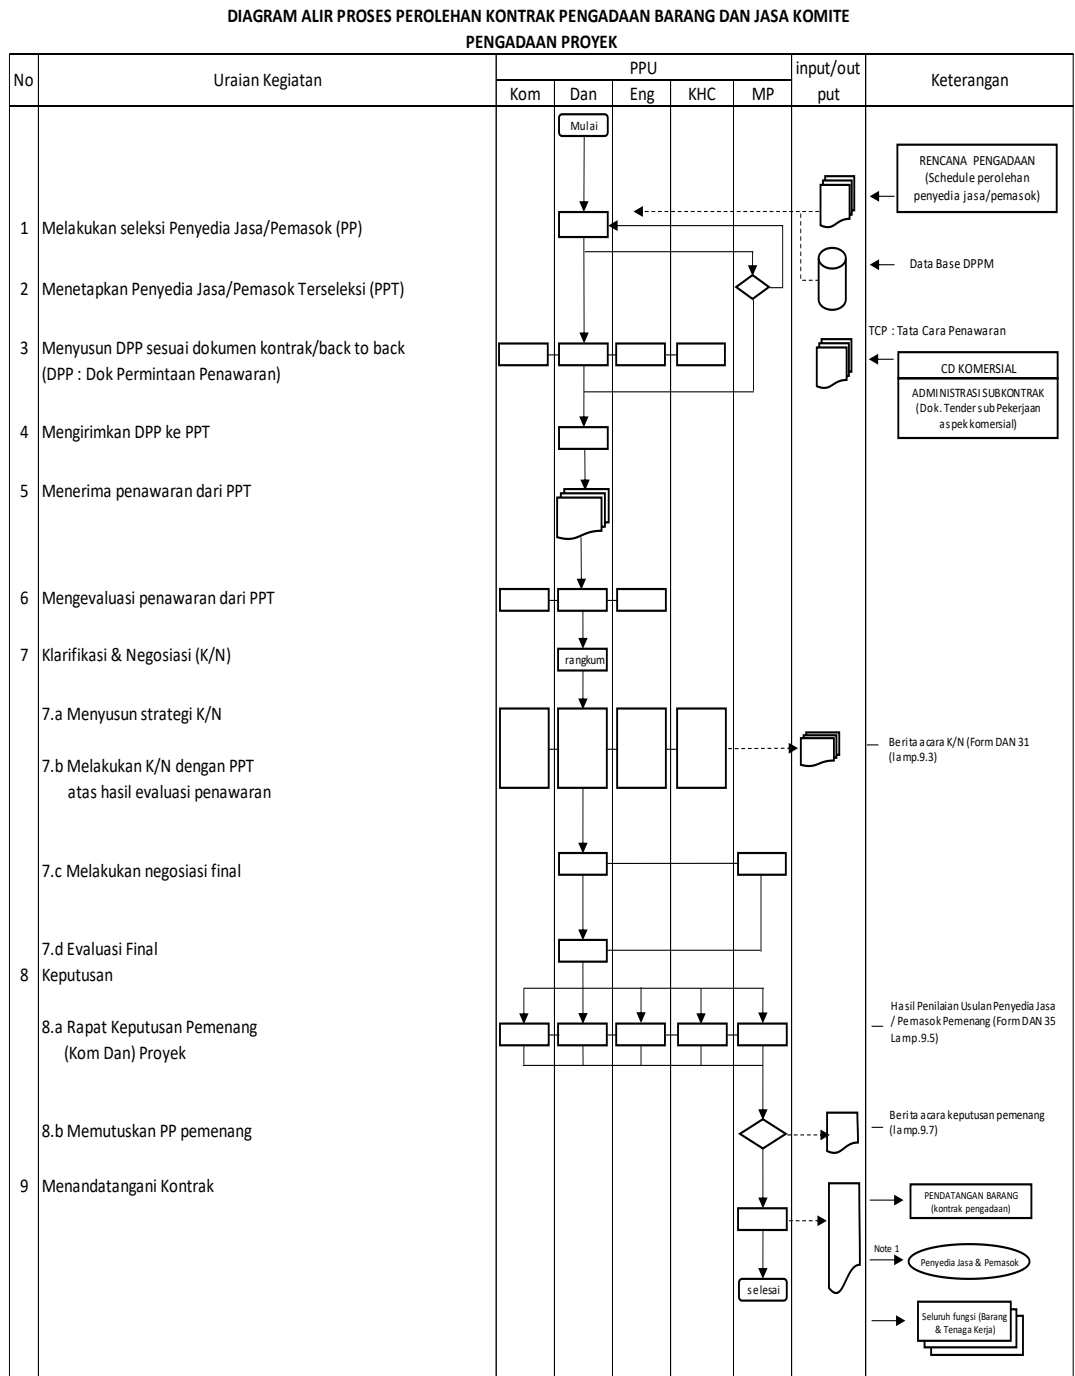 DIAGRAM ALIR PROSES PEROLEHAN KONTRAK PENGADAAN BARANG DAN JASA KOMITE
PENGADAAN PROYEK
No
Uraian Kegiatan
PPU
input/out
put
Keterangan
Kom
Dan
Eng
KHC
MP
Mulai
RENCANA PENGADAAN
(Schedule perolehan
penyedia jasa/pemasok)
1 Melakukan seleksi Penyedia Jasa/Pemasok (PP)
Data Base DPPM
2 Menetapkan Penyedia Jasa/Pemasok Terseleksi (PPT)
TCP : Tata Cara Penawaran
3 Menyusun DPP sesuai dokumen kontrak/back to back
(DPP : Dok Permintaan Penawaran)
CD KOMERSIAL
ADMINISTRASI SUBKONTRAK
(Dok. Tender sub Pekerjaan
aspek komersial)
4 Mengirimkan DPP ke PPT
5 Menerima penawaran dari PPT
6 Mengevaluasi penawaran dari PPT
7 Klarifikasi & Negosiasi (K/N)
rangkum
7.a Menyusun strategi K/N
Berita acara K/N (Form DAN 31
(lamp.9.3)
7.b Melakukan K/N dengan PPT
atas hasil evaluasi penawaran
7.c Melakukan negosiasi final
7.d Evaluasi Final
8 Keputusan
8.a Rapat Keputusan Pemenang
(Kom Dan) Proyek
Hasil Penilaian Usulan Penyedia Jasa
/ Pemasok Pemenang (Form DAN 35
Lamp.9.5)
8.b Memutuskan PP pemenang
Berita acara keputusan pemenang
(lamp.9.7)
9 Menandatangani Kontrak
PENDATANGAN BARANG
(kontrak pengadaan)
Note 1
Penyedia Jasa & Pemasok
selesai
Seluruh fungsi (Barang
& Tenaga Kerja)